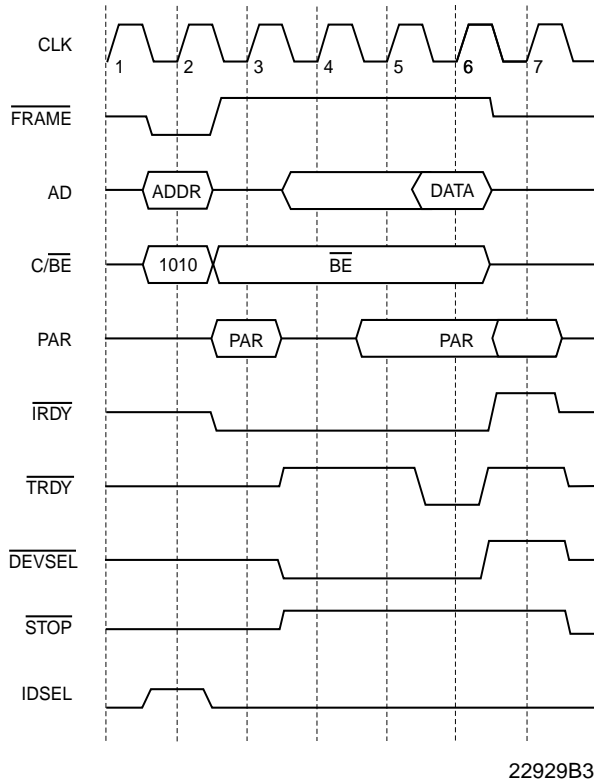 CLK
1 2 3 4 5 6 7
FRAME
AD ADDR DATA
C/BE 1010 BE
PAR PAR PAR
IRDY
TRDY
DEVSEL
STOP
IDSEL
22929B3